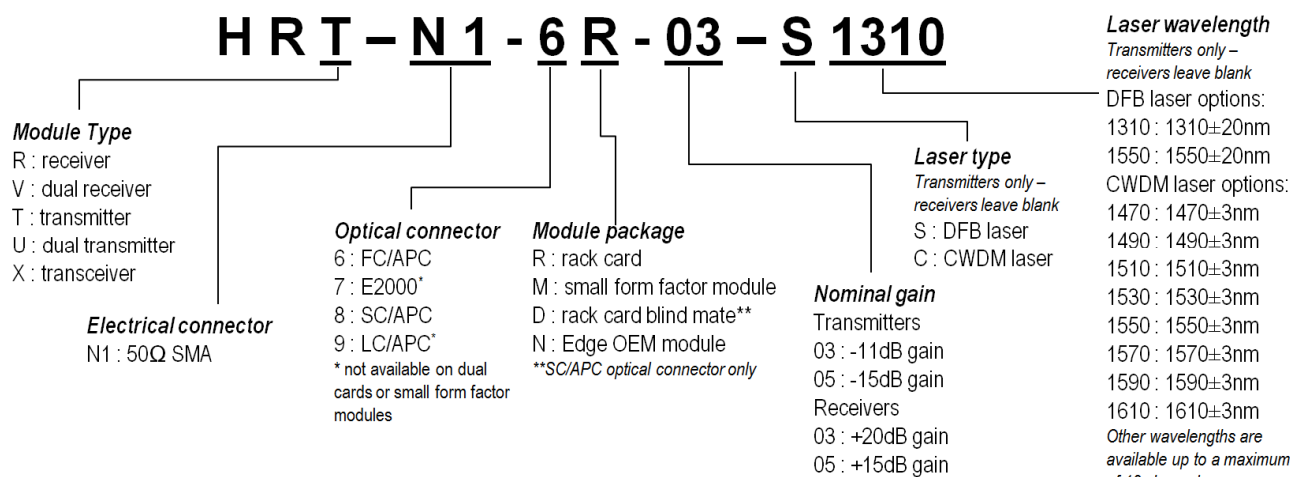 HRT – N1 - 6R - 03 – S1310
Module Type
R : receiver
V : dual receiver
T : transmitter
U : dual transmitter
X : transceiver
Electrical connector
N1 : 50Ω SMA
Optical connector
6 : FC/APC
7 : E2000*
8 : SC/APC
9 : LC/APC*
* not available on dual
cards or small form factor
modules
Module package
R : rack card
M : small form factor module
D : rack card blind mate**
N : Edge OEM module
**SC/APC optical connector only
Nominal gain
Transmitters
03 : -11dB gain
05 : -15dB gain
Receivers
03 : +20dB gain
05 : +15dB gain
Laser type
Transmitters only –
receivers leave blank
S : DFB laser
C : CWDM laser
Laser wavelength
Transmitters only –
receivers leave blank
DFB laser options:
1310 : 1310±20nm
1550 : 1550±20nm
CWDM laser options:
1470 : 1470±3nm
1490 : 1490±3nm
1510 : 1510±3nm
1530 : 1530±3nm
1550 : 1550±3nm
1570 : 1570±3nm
1590 : 1590±3nm
1610 : 1610±3nm
Other wavelengths are
available up to a maximum